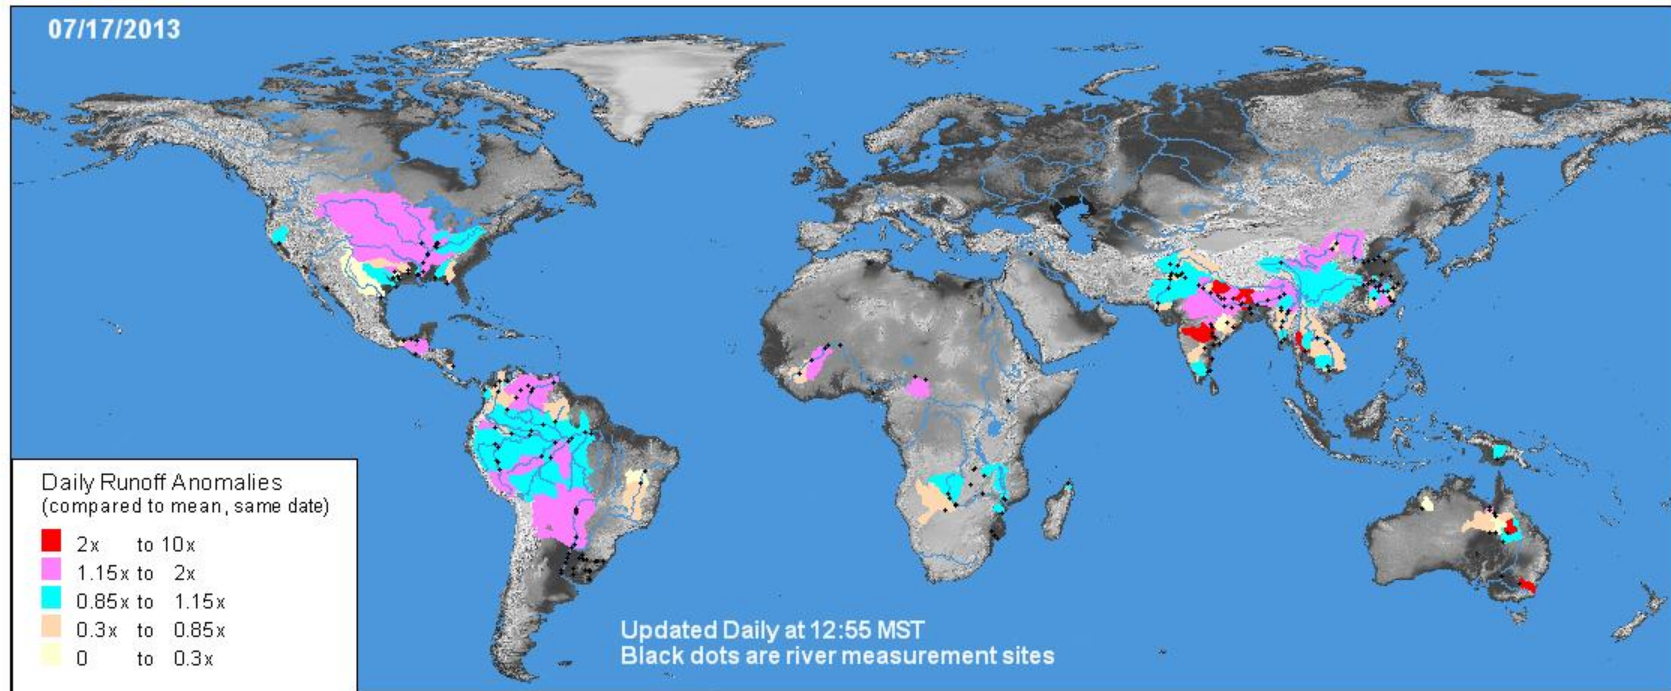 07/17/2013
Daily Runoff Anomalies
(compared to mean, same date)
2x to 10x
1.15x to 2x
0.85x to 1.15x
0.3x to 0.85x
0 to 0.3x
Updated Daily at 12:55 MST
Black dots are river measurement sites